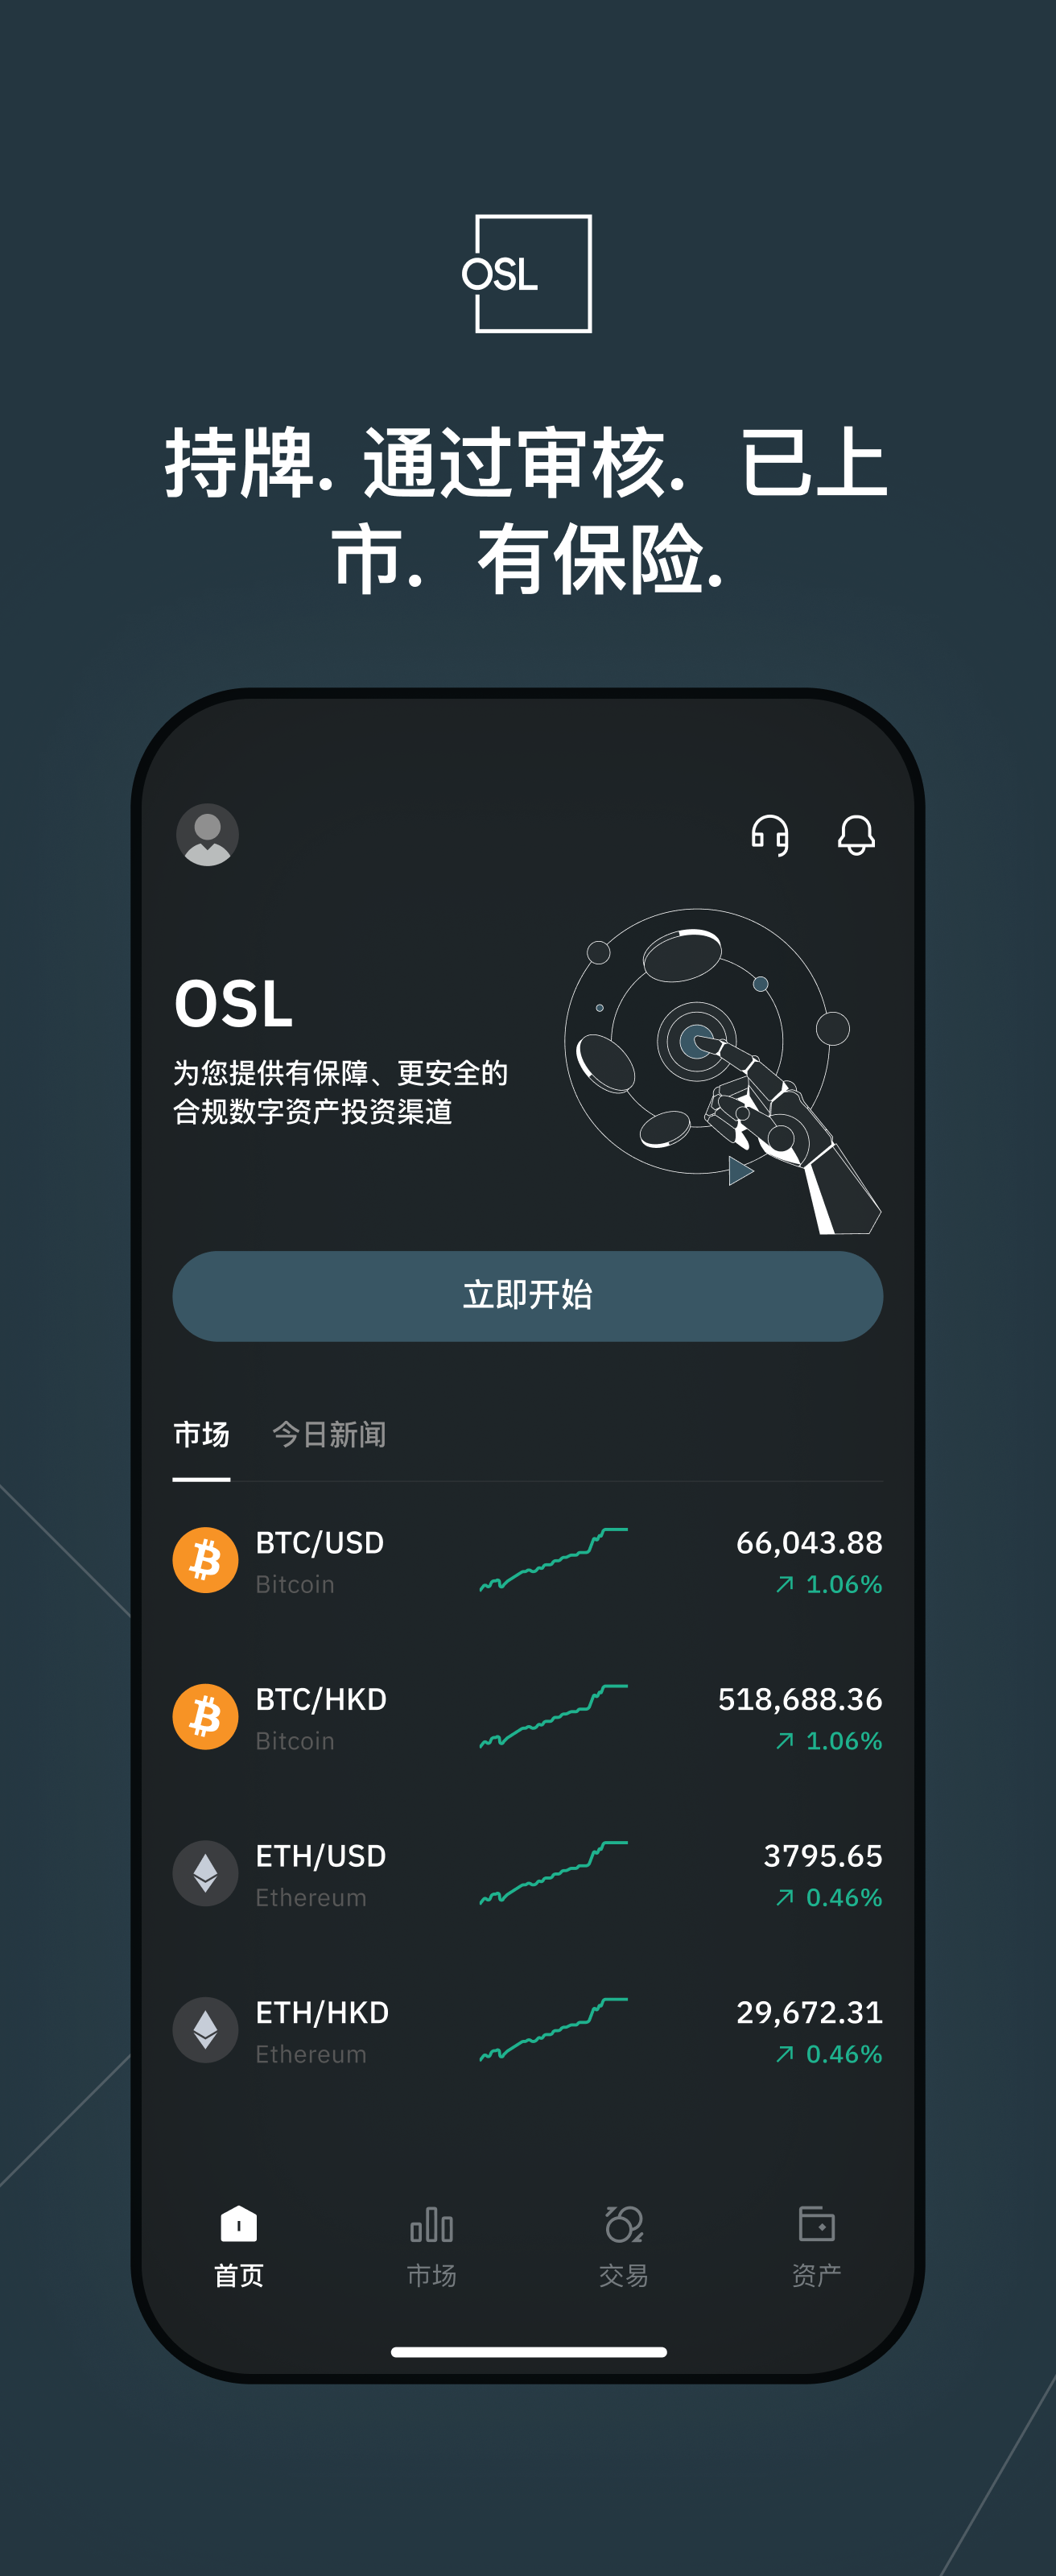 OSL
持牌. 通过审核. 已上
市. 有保险.
OSL
为您提供有保障、更安全的
合规数字资产投资渠道
立即开始
市场 今日新闻
BTC/USD 66,043.88
Bitcoin 1.06%
BTC/HKD 518,688.36
Bitcoin 1.06%
ETH/USD 3795.65
Ethereum 0.46%
ETH/HKD 29,672.31
Ethereum 0.46%
首页 市场 交易 资产